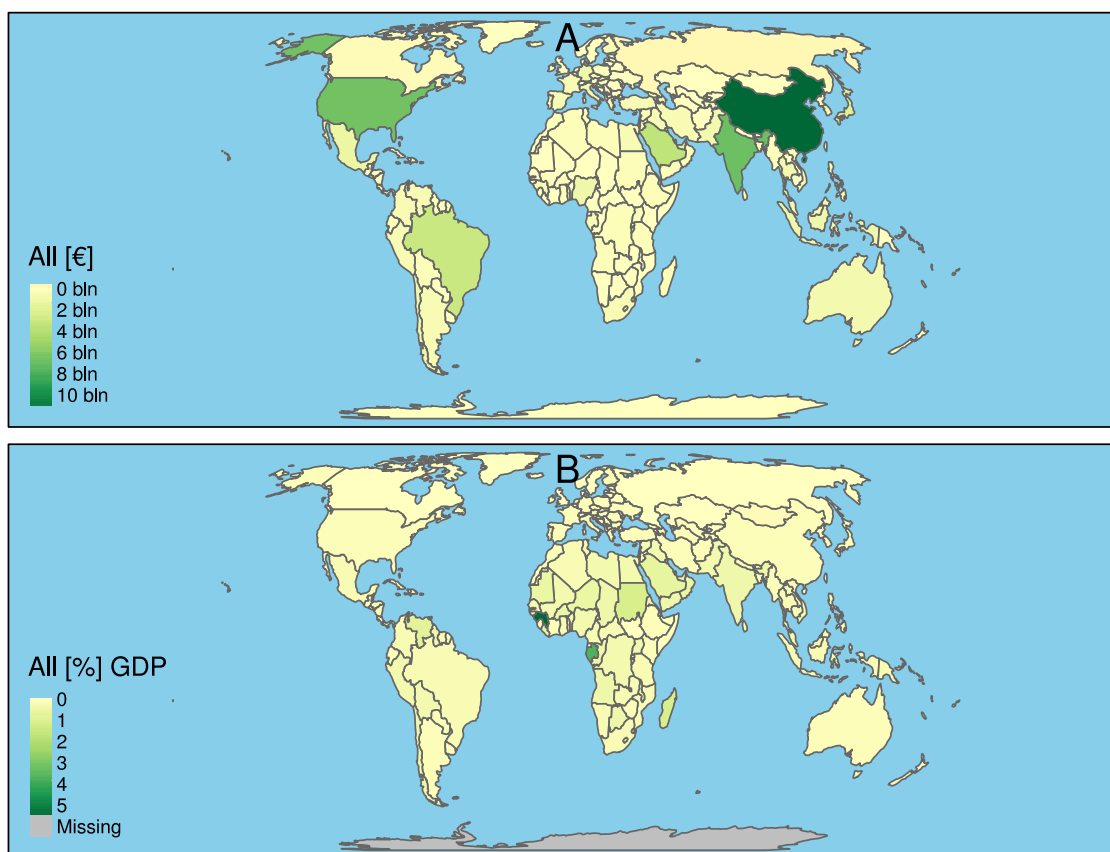 A
All [€]
0 bln
2 bln
4 bln
6 bln
8 bln
10 bln
B
All [%] GDP
0
1
2
3
4
5
Missing